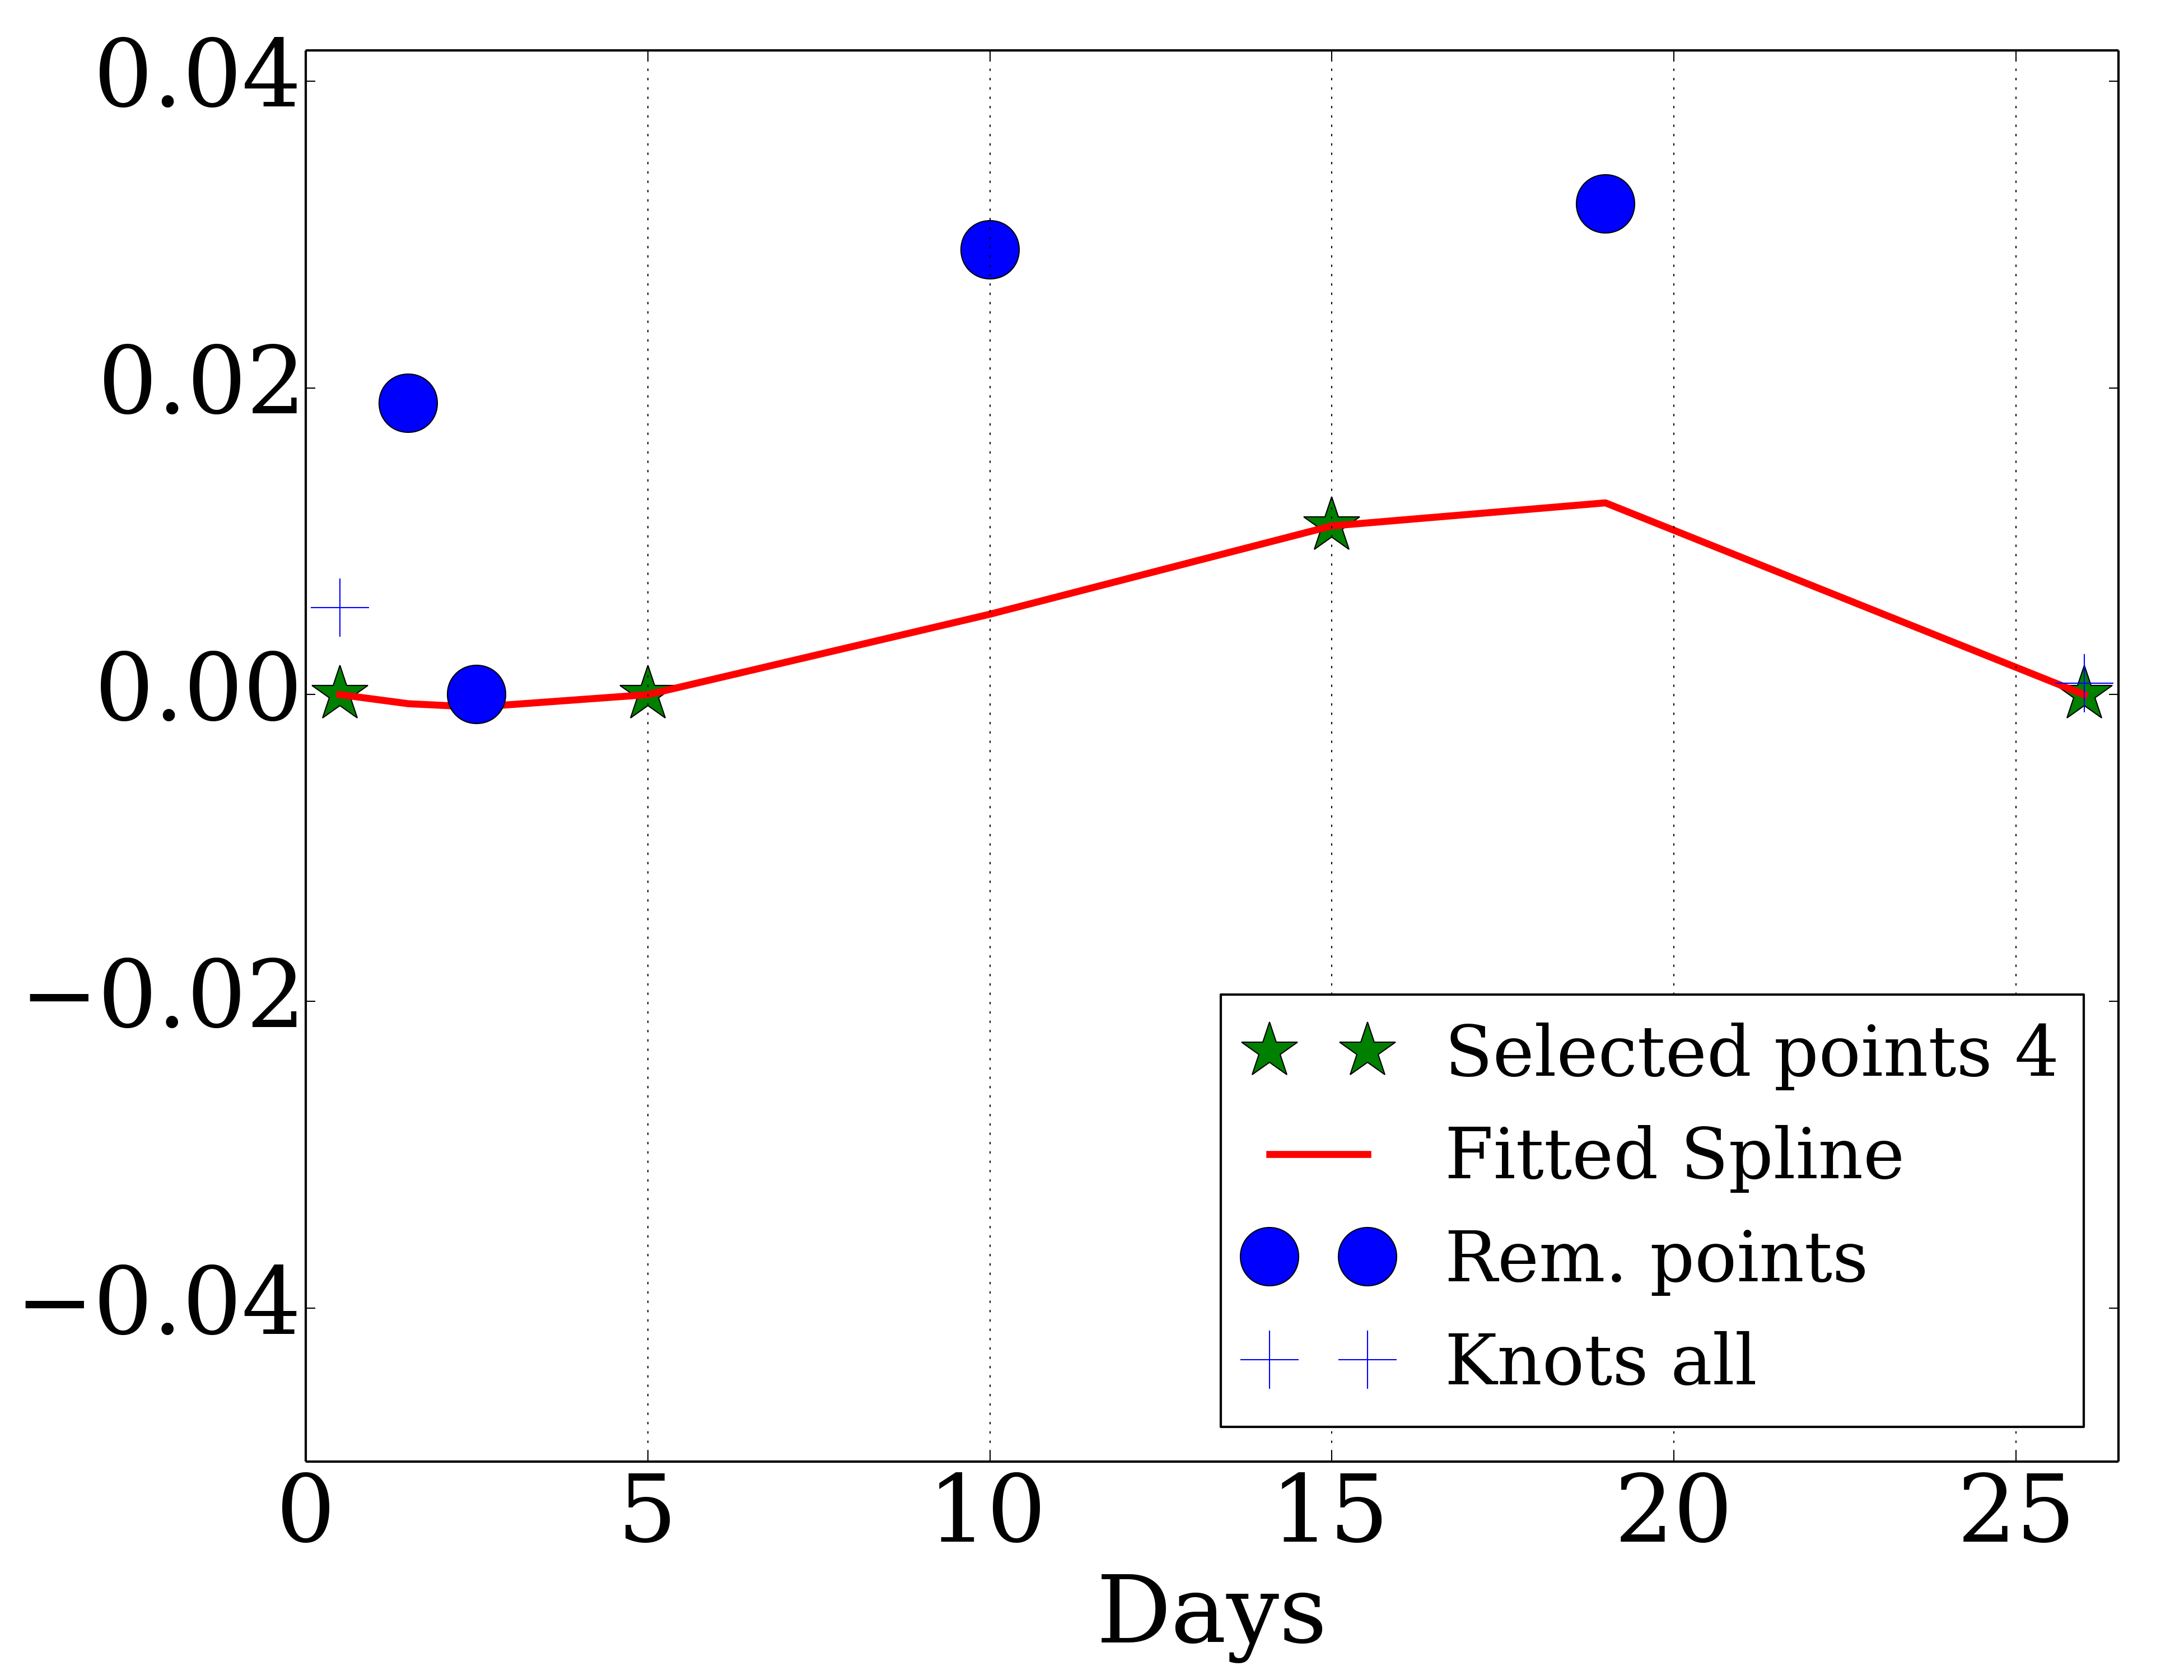 0.04
0.02
0.00
−0.02
−0.04
Selected points 4
Fitted Spline
Rem. points
Knots all
0 5 10 15 20 25
Days